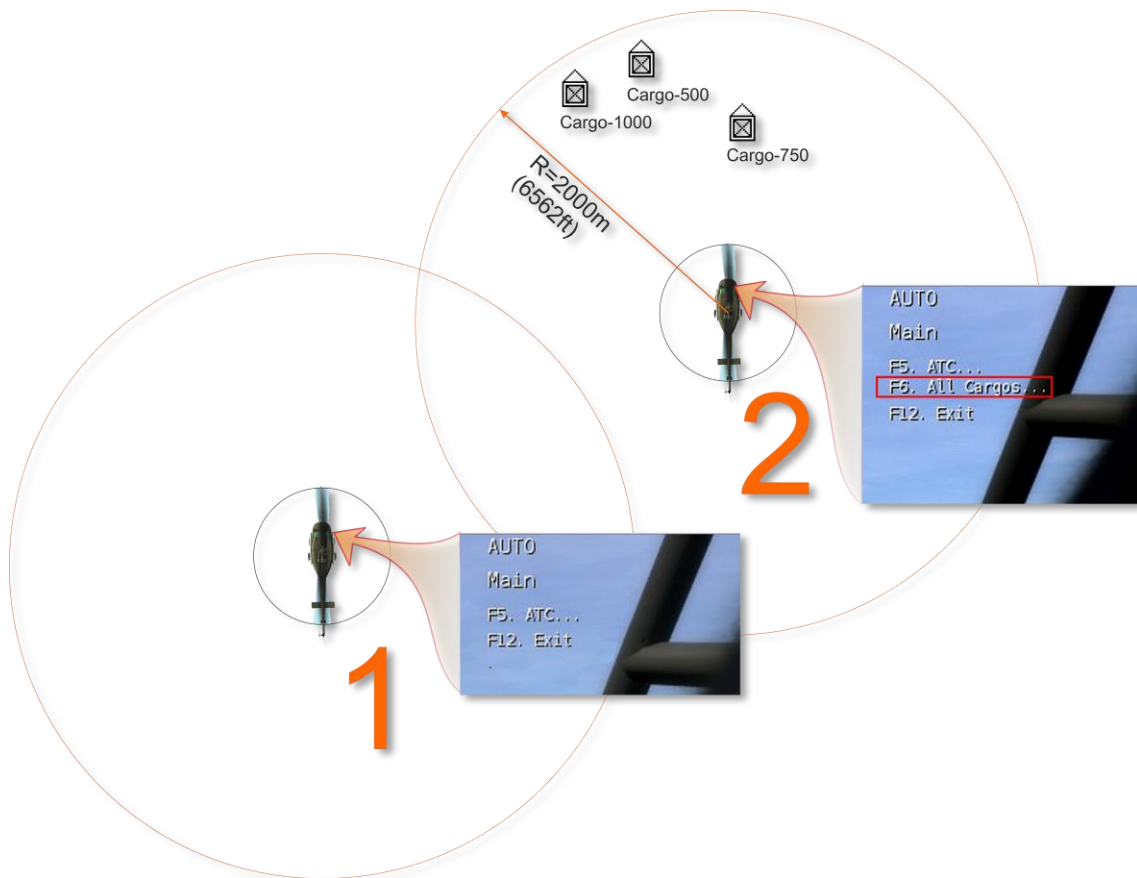 Cargo-500
Cargo-1000
Cargo-750
R=2000m
(6562ft)
AUTO
Main
F5. ATC...
F6. All Cargos...
F12. Exit
2
AUTO
Main
F5. ATC...
F12. Exit
.
1